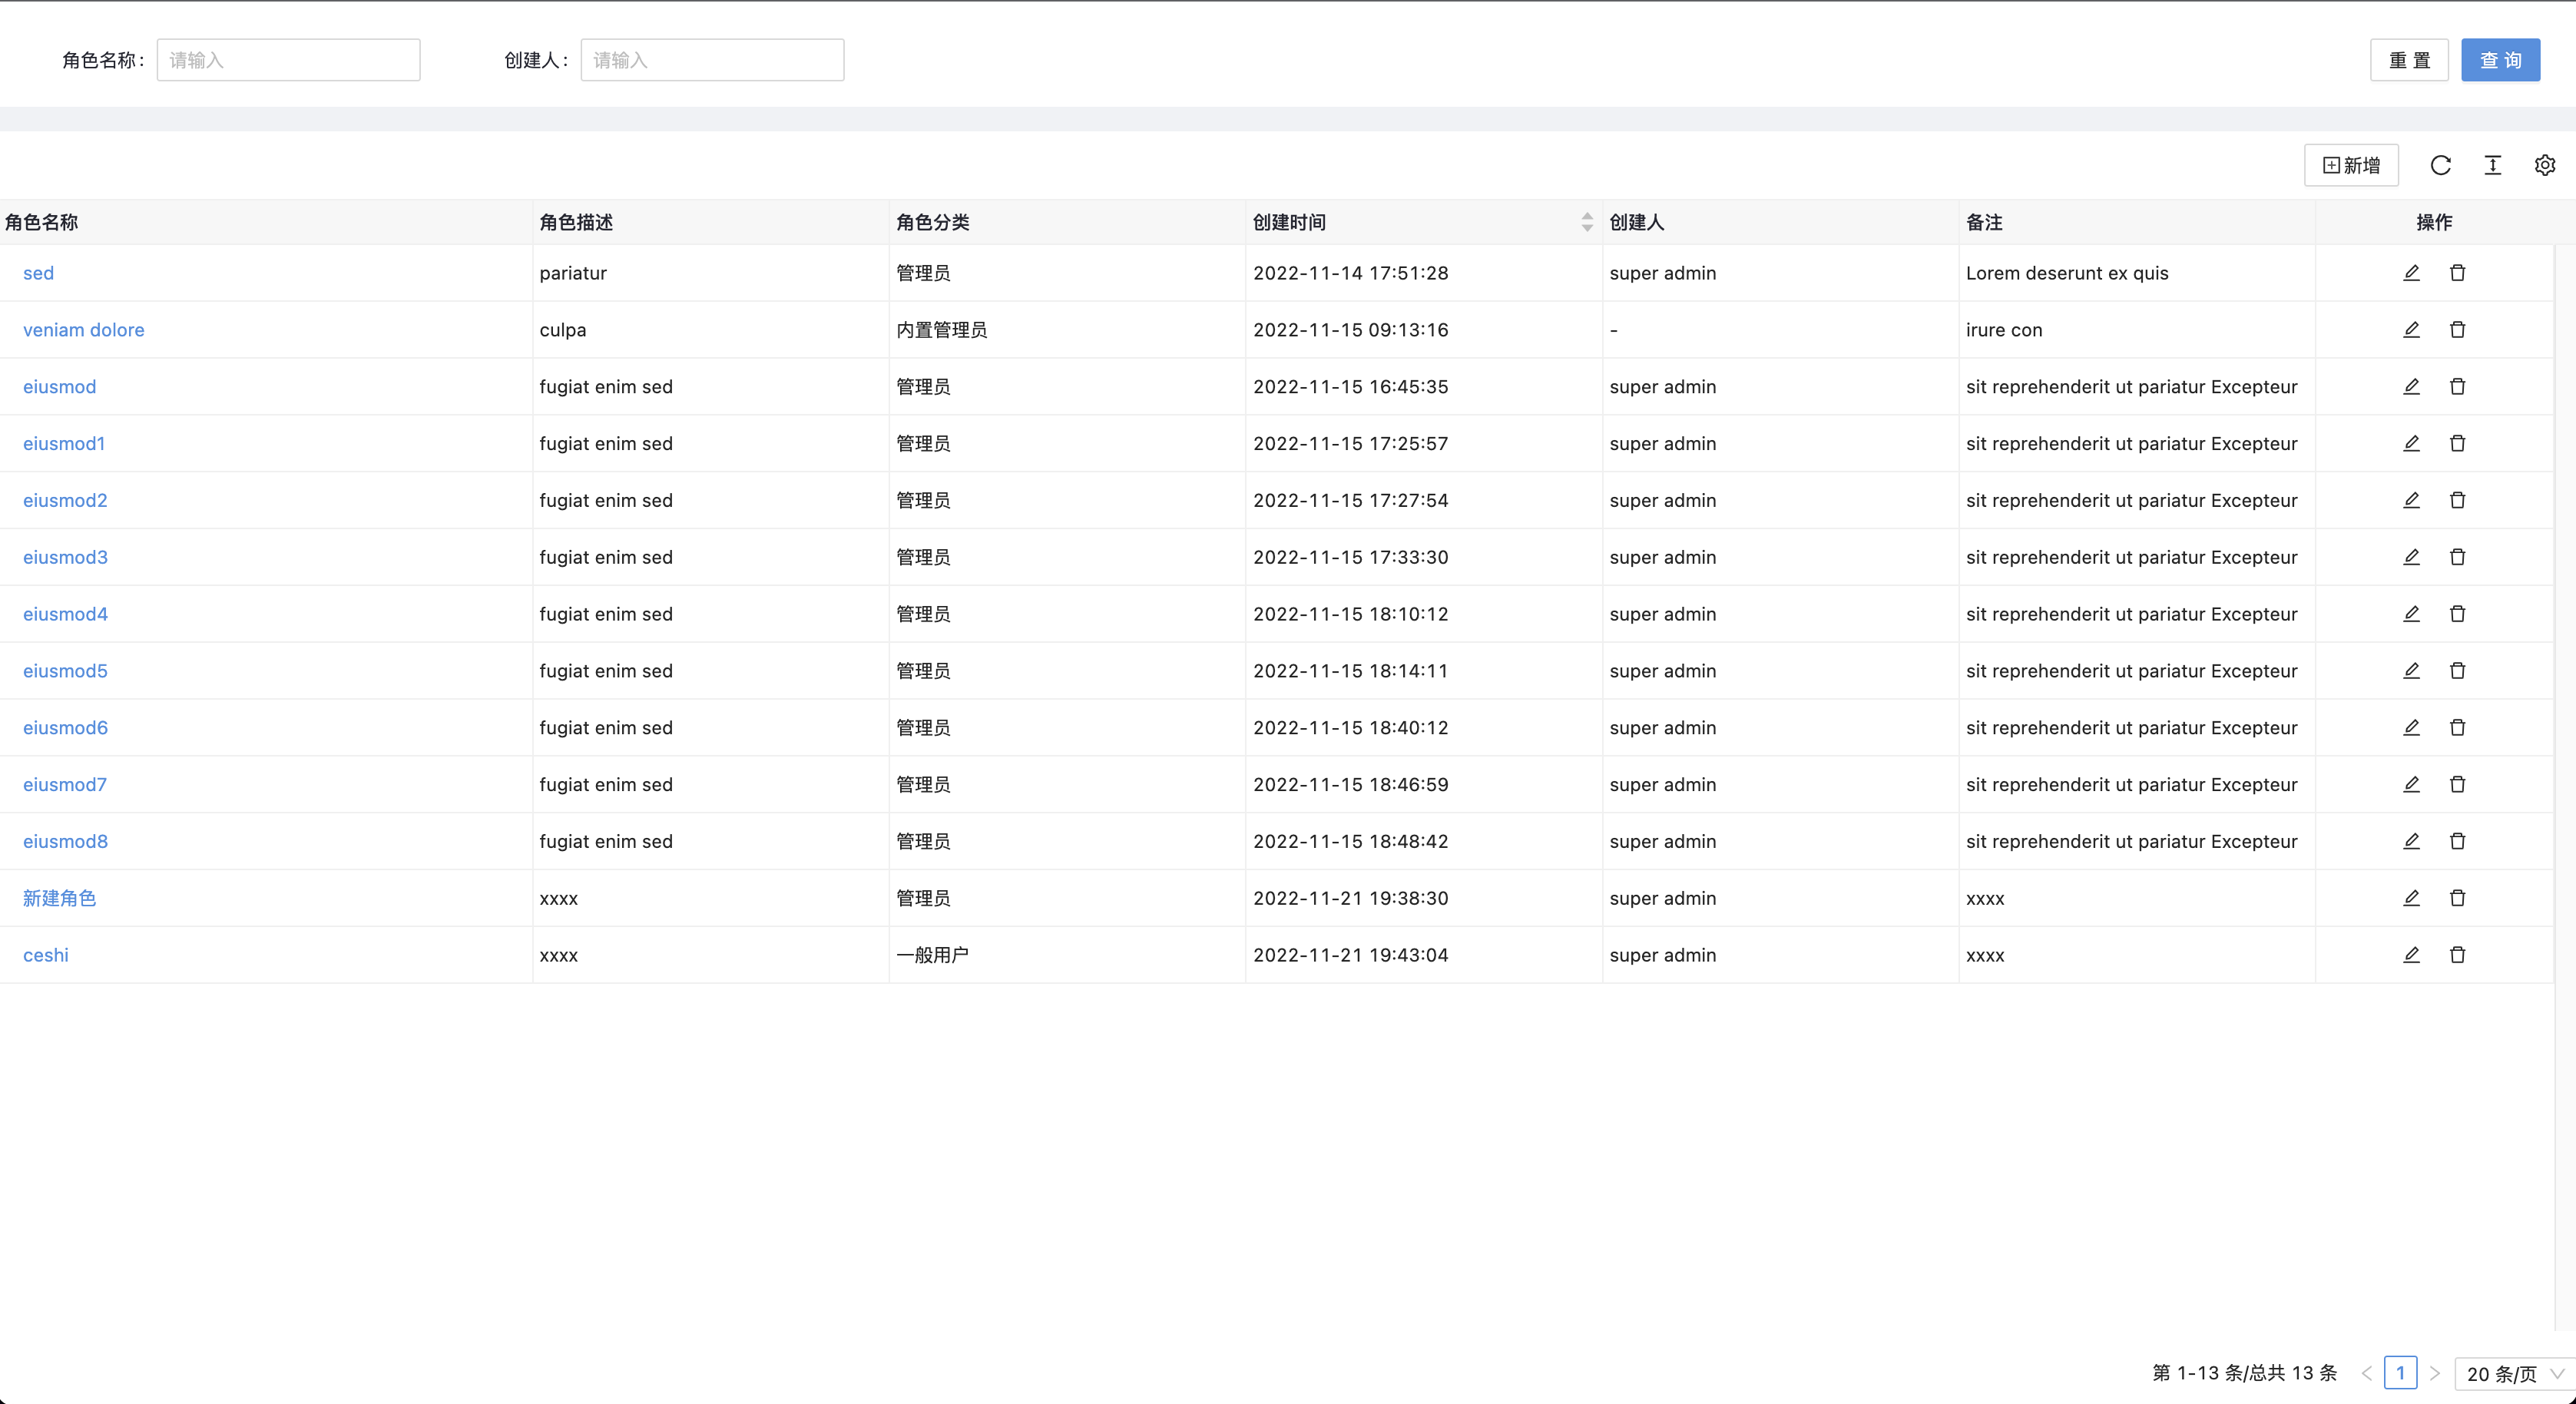 角色名称： 请输入 创建人： 请输入 重 置 查 询
新增
角色名称 角色描述 角色分类 创建时间 创建人 备注 操作
sed pariatur 管理员 2022-11-14 17:51:28 super admin Lorem deserunt ex quis
veniam dolore culpa 内置管理员 2022-11-15 09:13:16 - irure con
eiusmod fugiat enim sed 管理员 2022-11-15 16:45:35 super admin sit reprehenderit ut pariatur Excepteur
eiusmod1 fugiat enim sed 管理员 2022-11-15 17:25:57 super admin sit reprehenderit ut pariatur Excepteur
eiusmod2 fugiat enim sed 管理员 2022-11-15 17:27:54 super admin sit reprehenderit ut pariatur Excepteur
eiusmod3 fugiat enim sed 管理员 2022-11-15 17:33:30 super admin sit reprehenderit ut pariatur Excepteur
eiusmod4 fugiat enim sed 管理员 2022-11-15 18:10:12 super admin sit reprehenderit ut pariatur Excepteur
eiusmod5 fugiat enim sed 管理员 2022-11-15 18:14:11 super admin sit reprehenderit ut pariatur Excepteur
eiusmod6 fugiat enim sed 管理员 2022-11-15 18:40:12 super admin sit reprehenderit ut pariatur Excepteur
eiusmod7 fugiat enim sed 管理员 2022-11-15 18:46:59 super admin sit reprehenderit ut pariatur Excepteur
eiusmod8 fugiat enim sed 管理员 2022-11-15 18:48:42 super admin sit reprehenderit ut pariatur Excepteur
新建角色 xxxx 管理员 2022-11-21 19:38:30 super admin xxxx
ceshi xxxx 一般用户 2022-11-21 19:43:04 super admin xxxx
第 1-13 条/总共 13 条 < 1 > 20 条/页